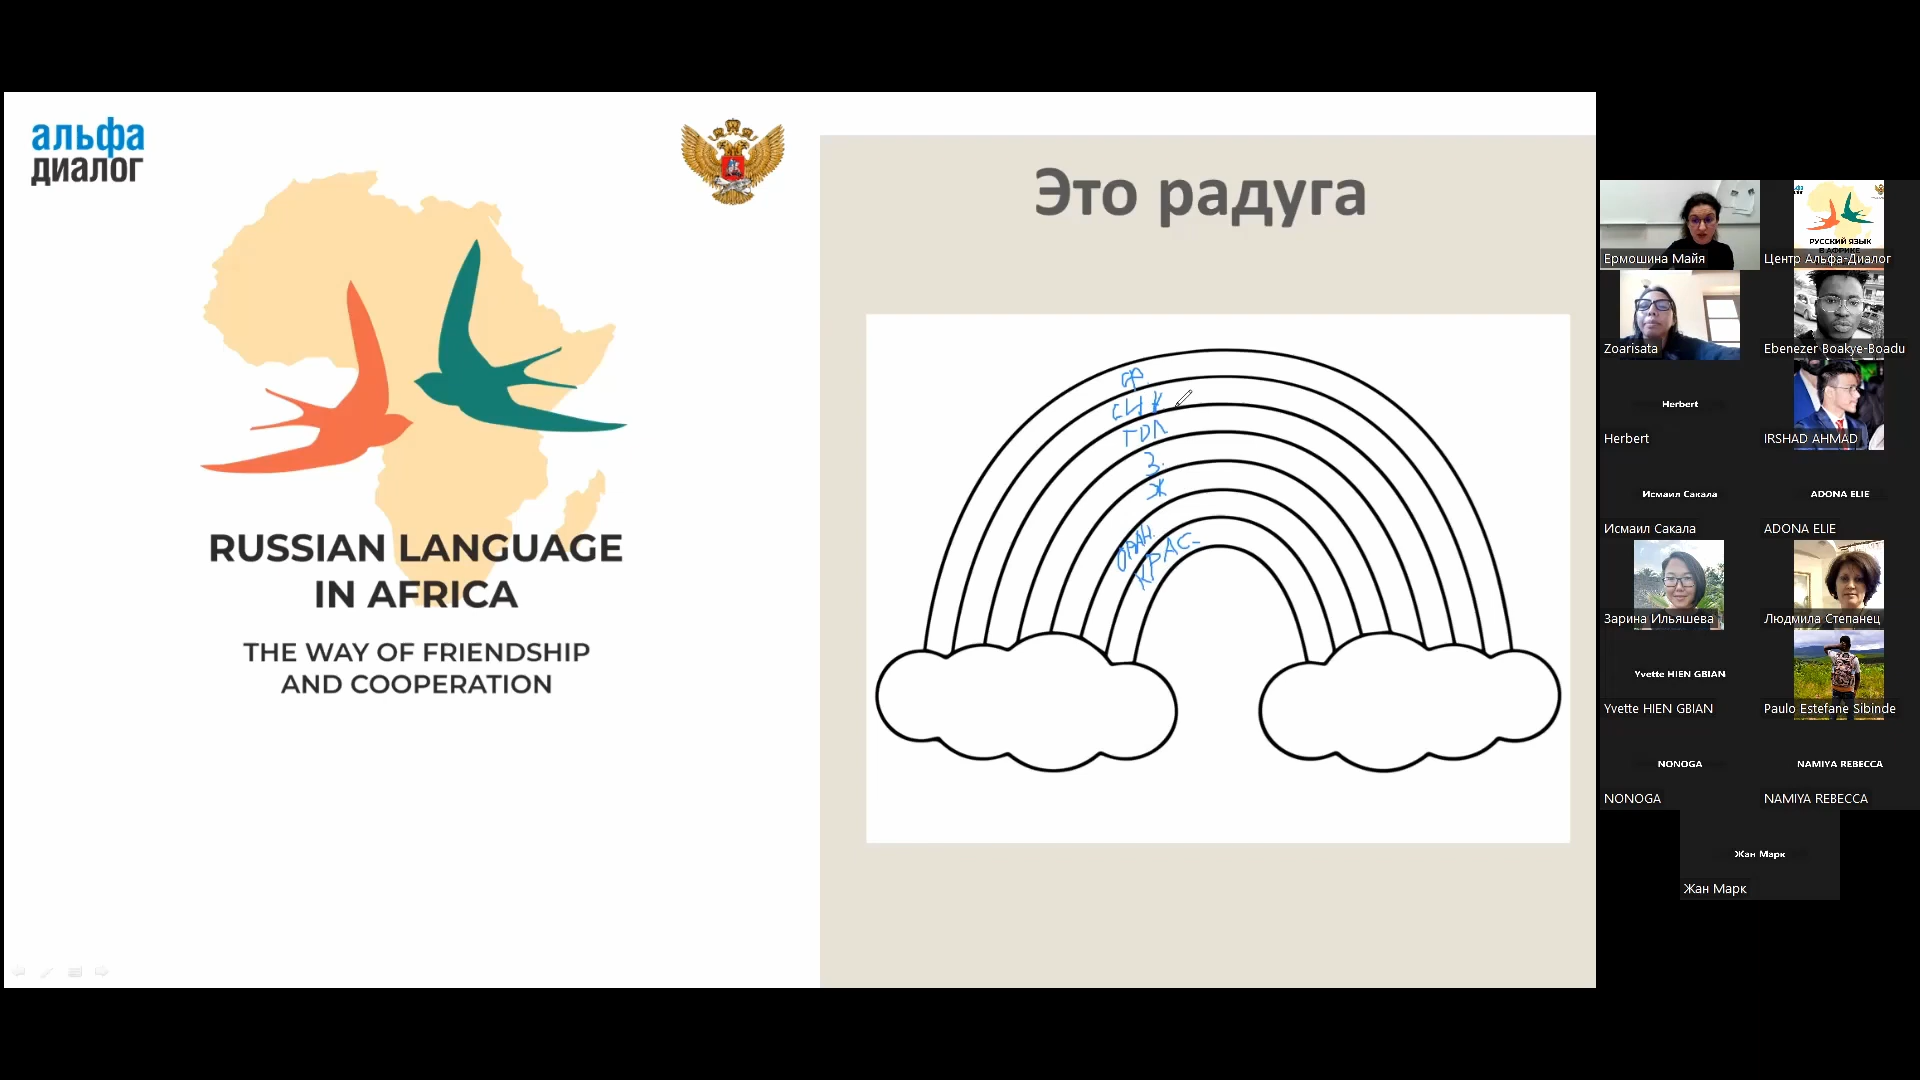 альфа
диалог
RUSSIAN LANGUAGE
IN AFRICA
THE WAY OF FRIENDSHIP
AND COOPERATION
Это радуга
ф.
син
гол
з.
ж
оран.
крас-
Ермошина Майя
РУССКИЙ ЯЗЫК
В АФРИКЕ
Центр Альфа-Диалог
Zoarisata
Ebenezer Boakye-Boadu
Herbert
Herbert
IRSHAD AHMAD
Исмаил Сакала
Исмаил Сакала
ADONA ELIE
ADONA ELIE
Зарина Ильяшева
Людмила Степанец
Yvette HIEN GBIAN
Yvette HIEN GBIAN
Paulo Estefane Sibinde
NONOGA
NONOGA
NAMIYA REBECCA
NAMIYA REBECCA
Жан Марк
Жан Марк